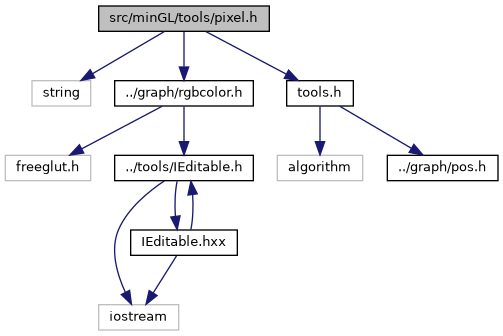 src/minGL/tools/pixel.h
string
../graph/rgbcolor.h
tools.h
freeglut.h
../tools/IEditable.h
algorithm
../graph/pos.h
IEditable.hxx
iostream